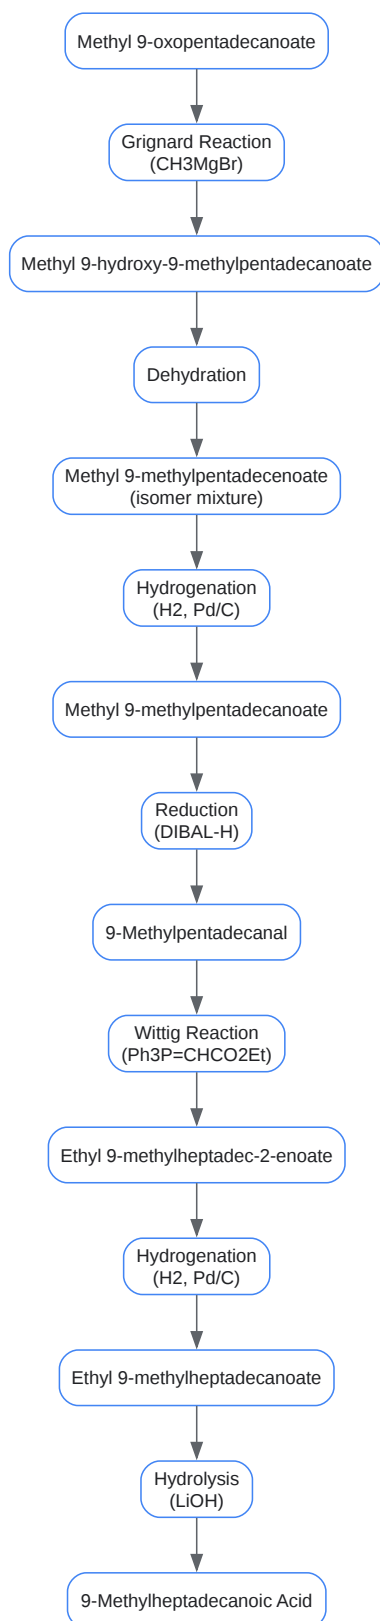 Methyl 9-oxopentadecanoate
Grignard Reaction
(CH3MgBr)
Methyl 9-hydroxy-9-methylpentadecanoate
Dehydration
Methyl 9-methylpentadecenoate
(isomer mixture)
Hydrogenation
(H2, Pd/C)
Methyl 9-methylpentadecanoate
Reduction
(DIBAL-H)
9-Methylpentadecanal
Wittig Reaction
(Ph3P=CHCO2Et)
Ethyl 9-methylheptadec-2-enoate
Hydrogenation
(H2, Pd/C)
Ethyl 9-methylheptadecanoate
Hydrolysis
(LiOH)
9-Methylheptadecanoic Acid